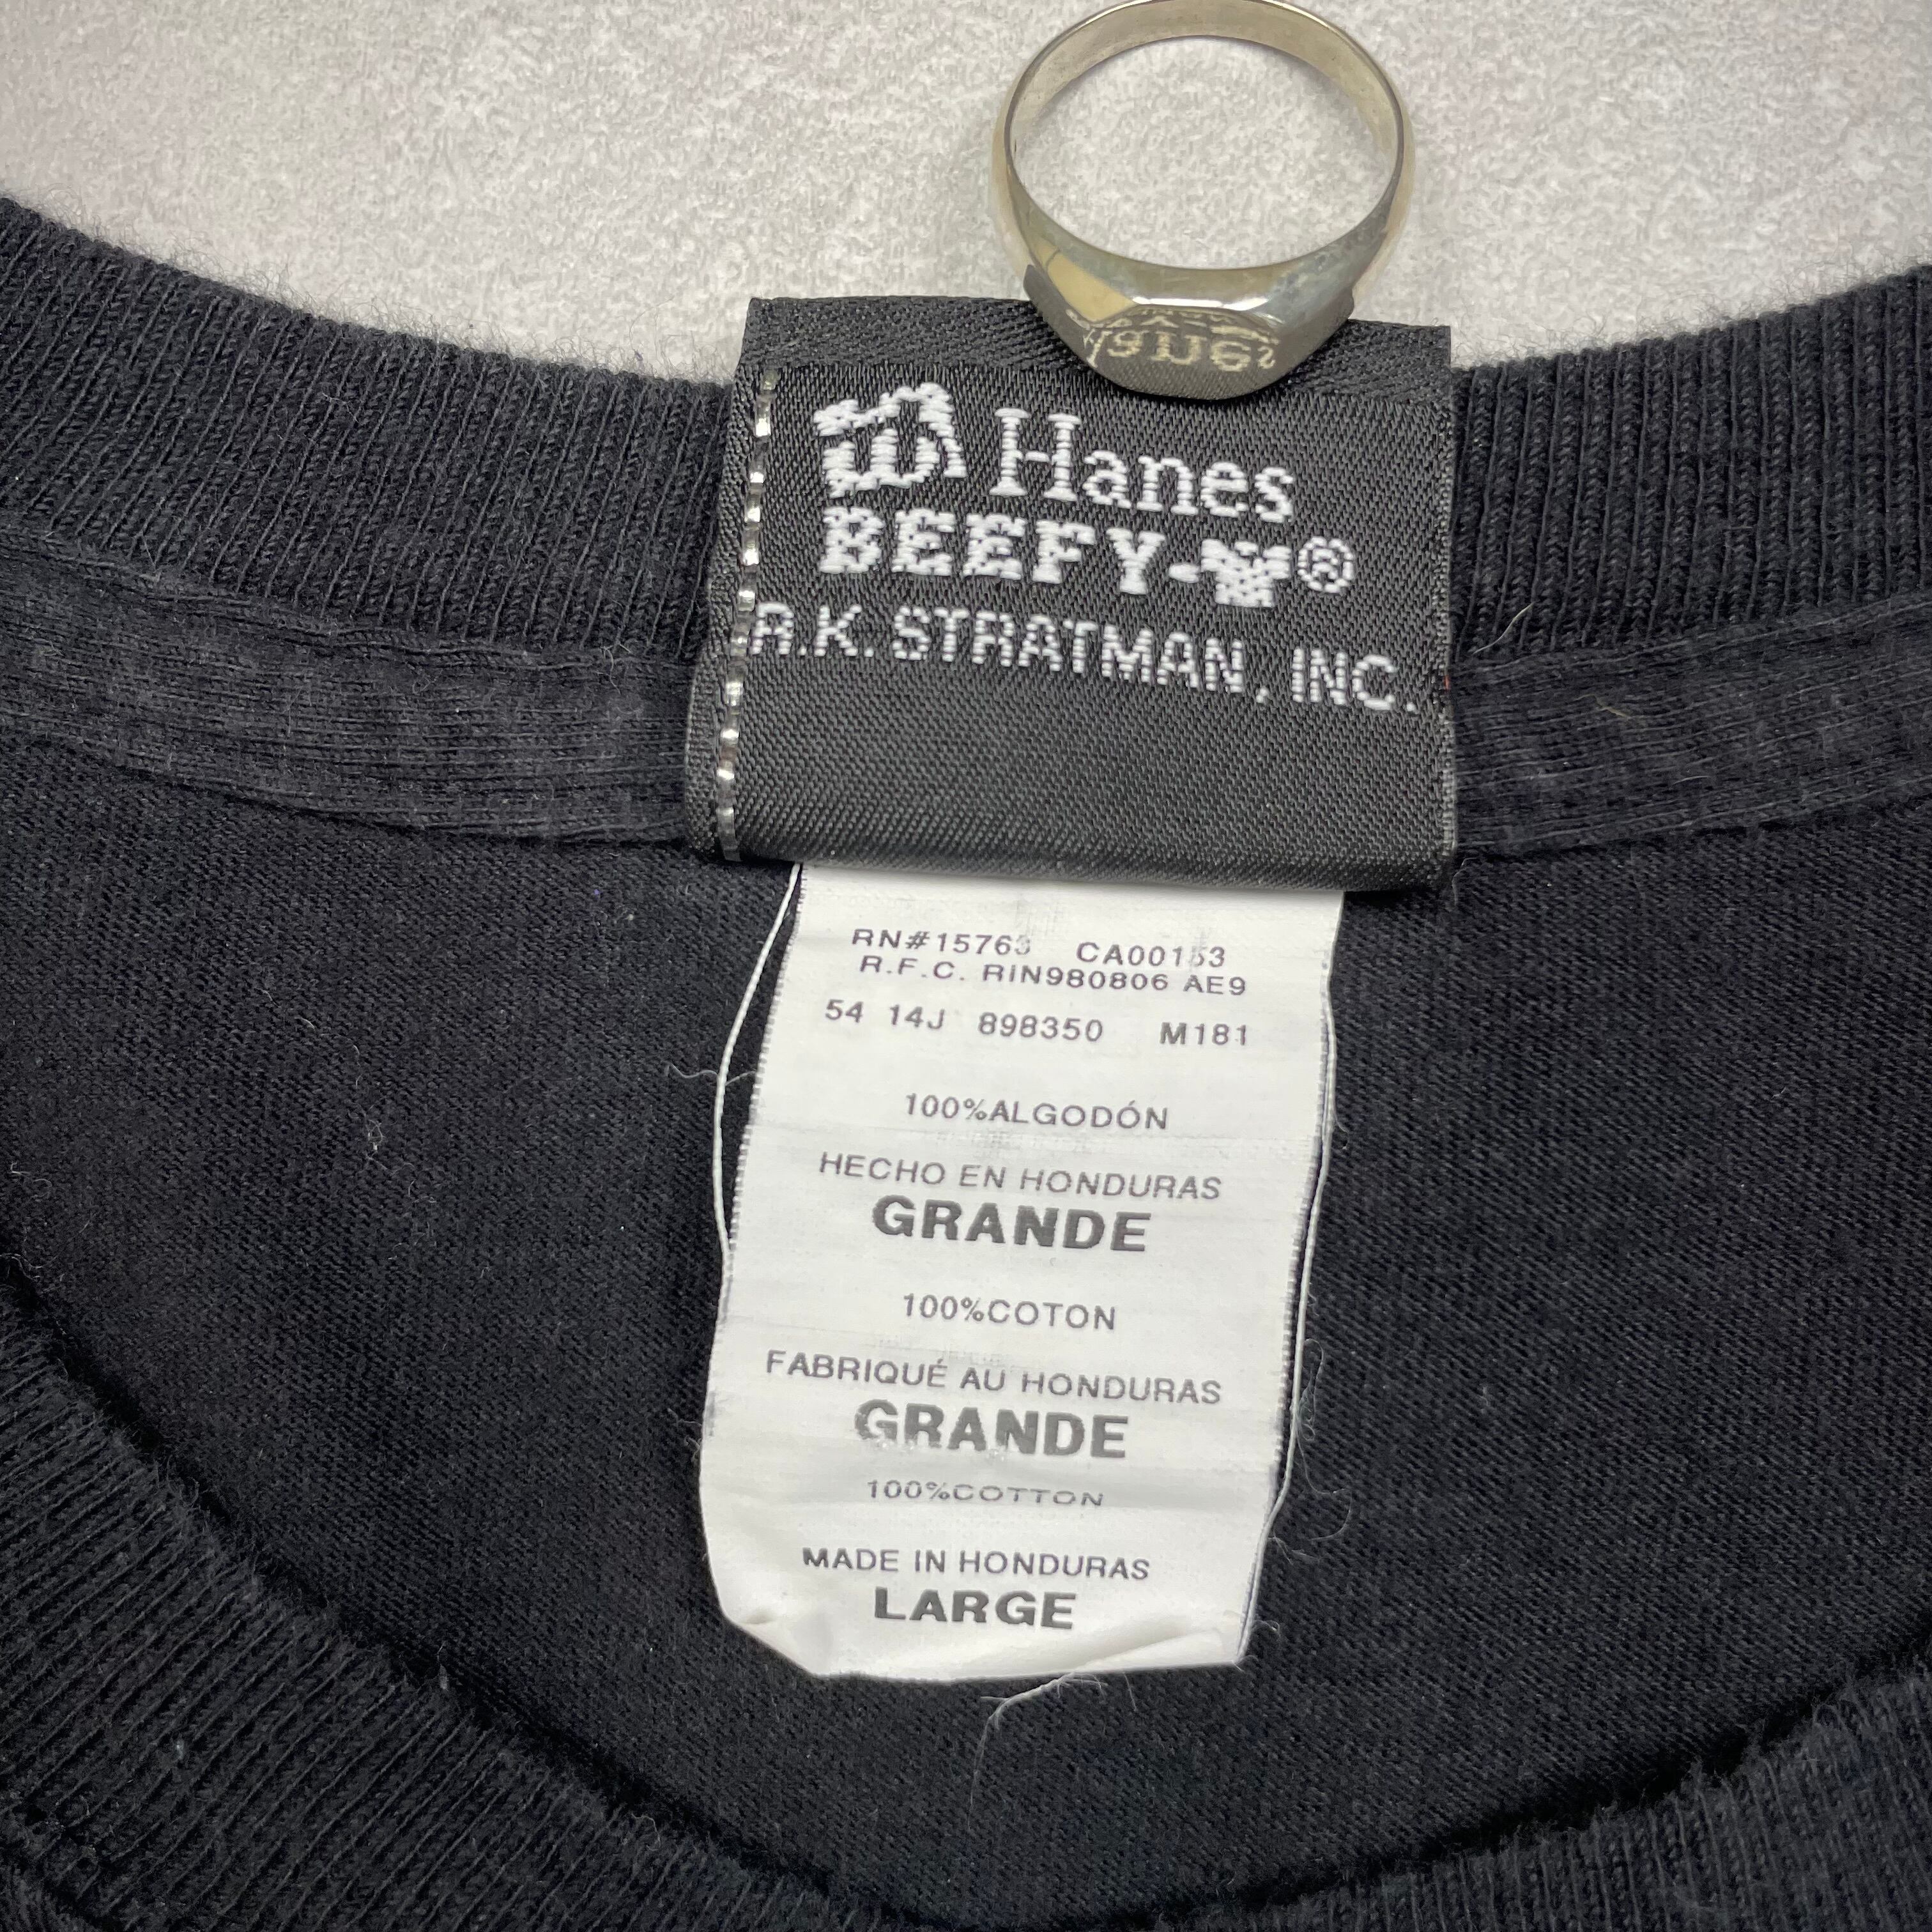 Hanes
BEEFY-T®
R.K. STRATMAN, INC.
RN#15763 CA00153
R.F.C. RIN980806 AE9
54 14J 898350 M181
100%ALGODÓN
HECHO EN HONDURAS
GRANDE
100%COTON
FABRIQUÉ AU HONDURAS
GRANDE
100%COTTON
MADE IN HONDURAS
LARGE